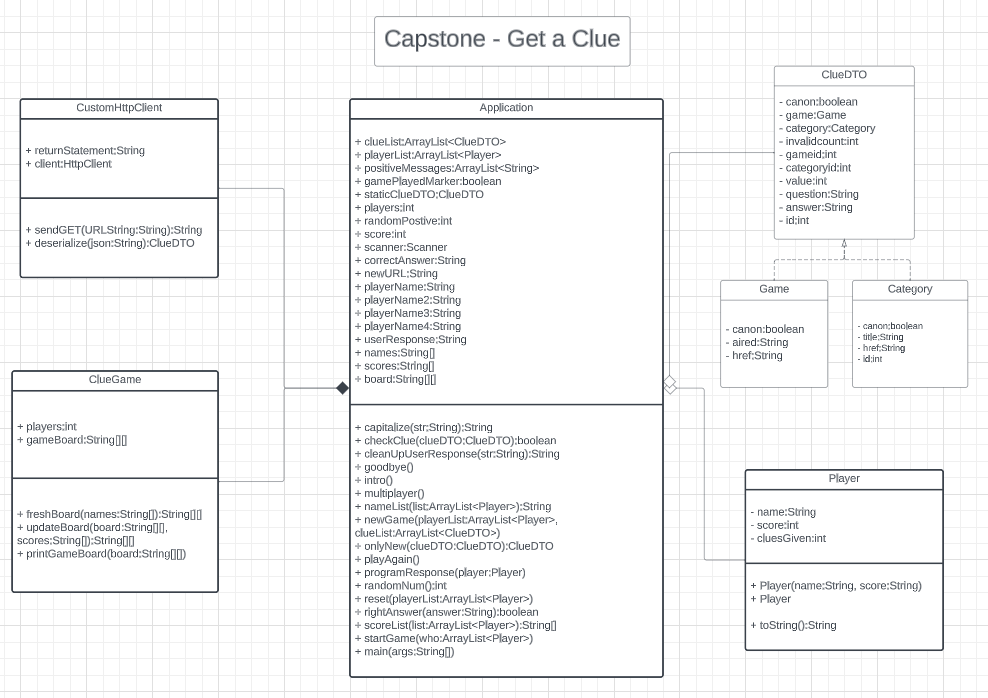 Capstone - Get a Clue
CustomHttpClient
+ returnStatement:String
+ client:HttpClient
+ sendGET(URLString:String):String
+ deserialize(json:String):ClueDTO
ClueGame
+ players:int
+ gameBoard:String[][]
+ freshBoard(names:String[]):String[][]
+ updateBoard(board:String[][],
scores:String[]):String[][]
+ printGameBoard(board:String[][])
Application
+ clueList:ArrayList<ClueDTO>
+ playerList:ArrayList<Player>
+ positiveMessages:ArrayList<String>
+ gamePlayedMarker:boolean
+ staticClueDTO:ClueDTO
+ players:int
+ randomPostive:int
+ score:int
+ scanner:Scanner
+ correctAnswer:String
+ newURL:String
+ playerName:String
+ playerName2:String
+ playerName3:String
+ playerName4:String
+ userResponse:String
+ names:String[]
+ scores:String[]
+ board:String[][]
+ capitalize(str:String):String
+ checkClue(clueDTO:ClueDTO):boolean
+ cleanUpUserResponse(str:String):String
+ goodbye()
+ intro()
+ multiplayer()
+ nameList(list:ArrayList<Player>):String
+ newGame(playerList:ArrayList<Player>,
clueList:ArrayList<ClueDTO>)
+ onlyNew(clueDTO:ClueDTO):ClueDTO
+ playAgain()
+ programResponse(player:Player)
+ randomNum():int
+ reset(playerList:ArrayList<Player>)
+ rightAnswer(answer:String):boolean
+ scoreList(list:ArrayList<Player>):String[]
+ startGame(who:ArrayList<Player>)
+ main(args:String[])
ClueDTO
- canon:boolean
- game:Game
- category:Category
- invalidcount:int
- gameid:int
- categoryid:int
- value:int
- question:String
- answer:String
- id:int
Game
- canon:boolean
- aired:String
- href:String
Category
- canon:boolean
- title:String
- href:String
- id:int
Player
- name:String
- score:int
- cluesGiven:int
+ Player(name:String, score:String)
+ Player
+ toString():String